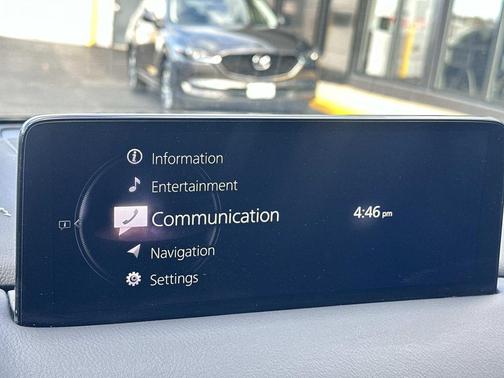 Information
Entertainment
Communication
4:46 pm
Navigation
Settings